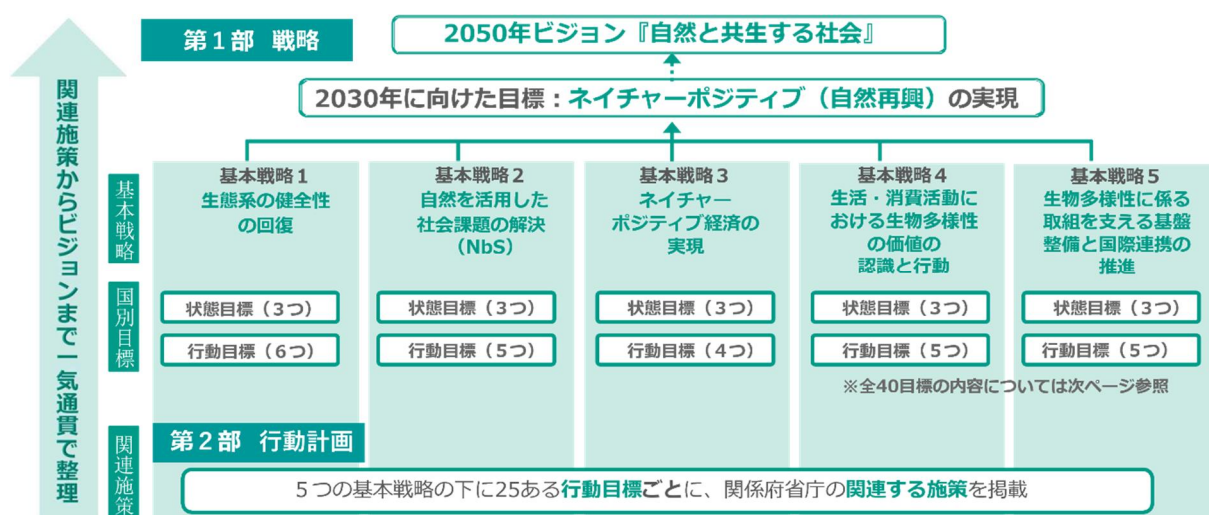 関連施策からビジョンまで一気通貫で整理
第1部 戦略
2050年ビジョン『自然と共生する社会』
2030年に向けた目標：ネイチャーポジティブ（自然再興）の実現
基本戦略
基本戦略1
生態系の健全性
の回復
基本戦略2
自然を活用した
社会課題の解決
（NbS）
基本戦略3
ネイチャー
ポジティブ経済の
実現
基本戦略4
生活・消費活動に
おける生物多様性
の価値の
認識と行動
基本戦略5
生物多様性に係る
取組を支える基盤
整備と国際連携の
推進
国別目標
状態目標（3つ）
状態目標（3つ）
状態目標（3つ）
状態目標（3つ）
状態目標（3つ）
行動目標（6つ）
行動目標（5つ）
行動目標（4つ）
行動目標（5つ）
行動目標（5つ）
※全40目標の内容については次ページ参照
関連施策
第2部 行動計画
5つの基本戦略の下に25ある行動目標ごとに、関係府省庁の関連する施策を掲載